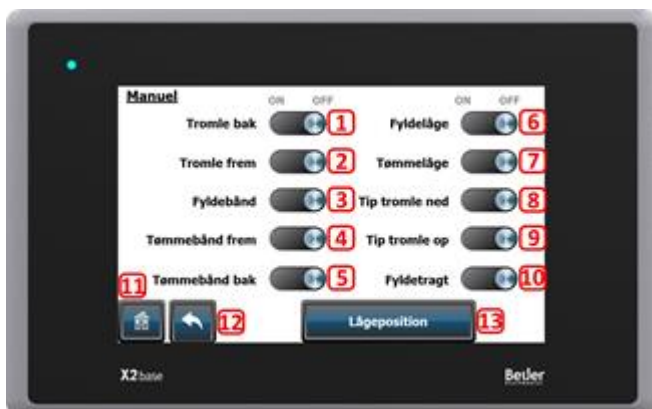 Manuel
ON OFF
ON OFF
Tromle bak 1
Fyldelåge 6
Tromle frem 2
Tømmelåge 7
Fyldebånd 3
Tip tromle ned 8
Tømmebånd frem 4
Tip tromle op 9
Tømmebånd bak 5
Fyldetragt 10
11
12
Lågeposition 13
X2 base
Beijer